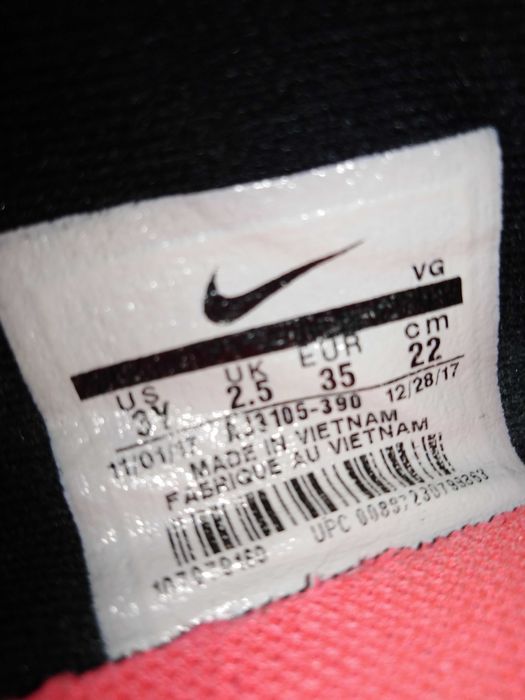 VG
US UK EUR cm
3Y 2.5 35 22
11/01/17 AJ3105-390 12/28/17
MADE IN VIETNAM
FABRIQUE AU VIETNAM
UPC